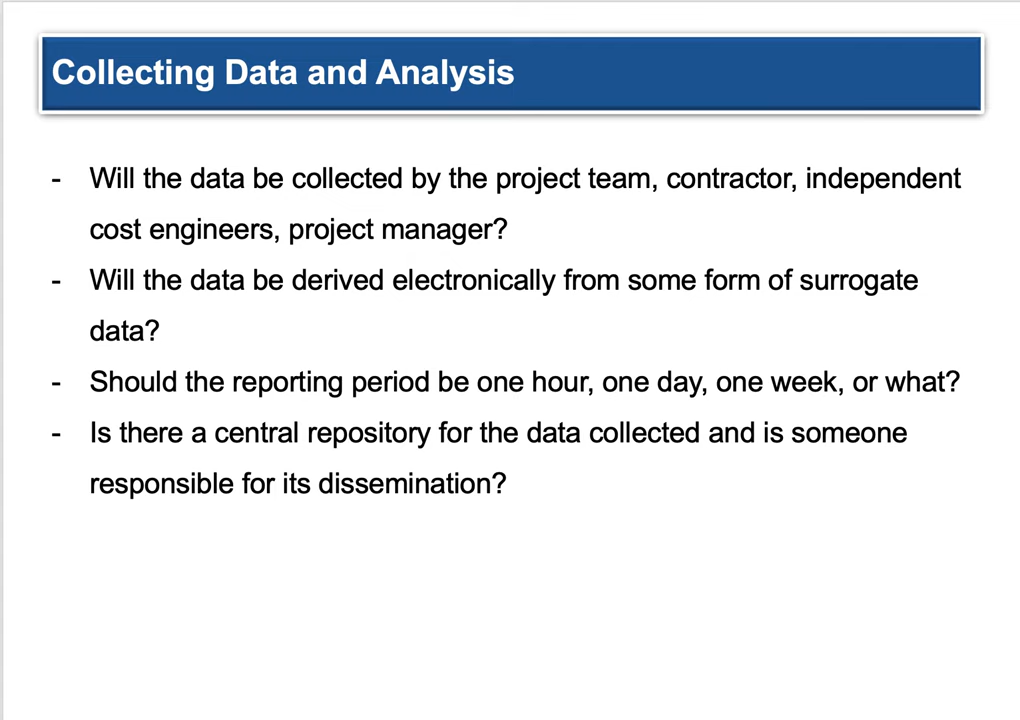 Collecting Data and Analysis
- Will the data be collected by the project team, contractor, independent
cost engineers, project manager?
- Will the data be derived electronically from some form of surrogate
data?
- Should the reporting period be one hour, one day, one week, or what?
- Is there a central repository for the data collected and is someone
responsible for its dissemination?